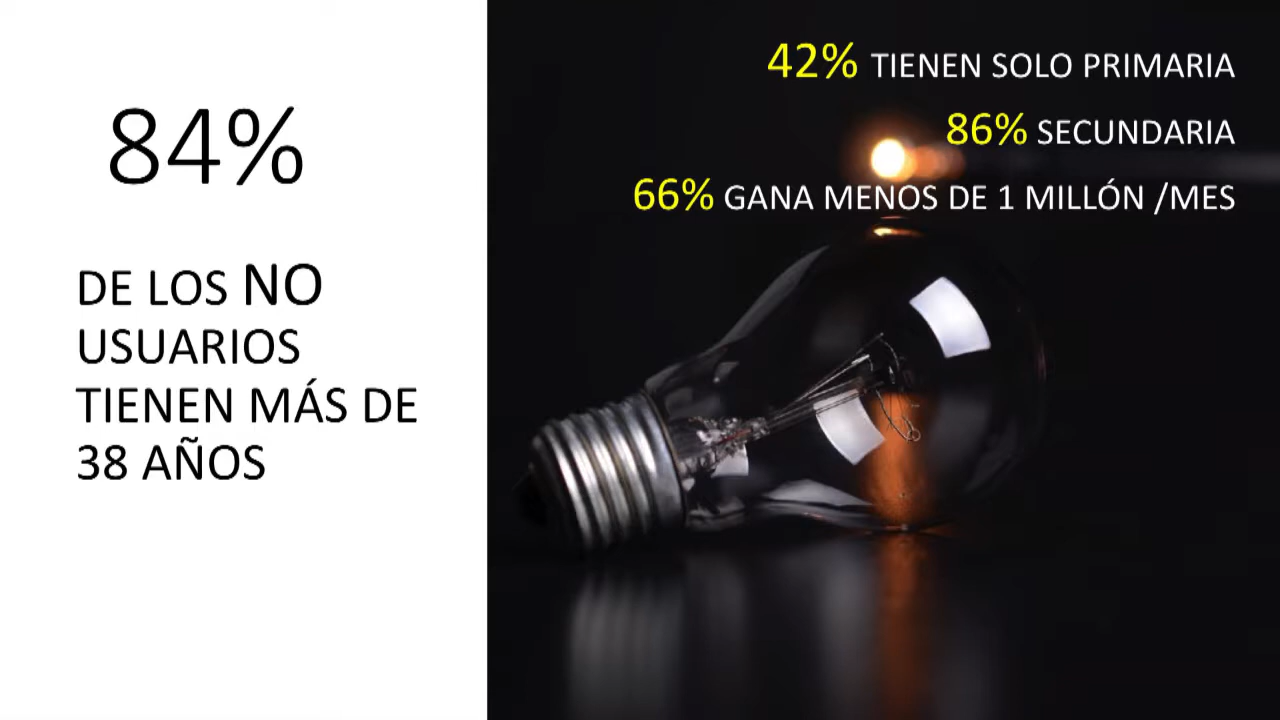 84%
DE LOS NO
USUARIOS
TIENEN MÁS DE
38 AÑOS
42% TIENEN SOLO PRIMARIA
86% SECUNDARIA
66% GANA MENOS DE 1 MILLÓN /MES